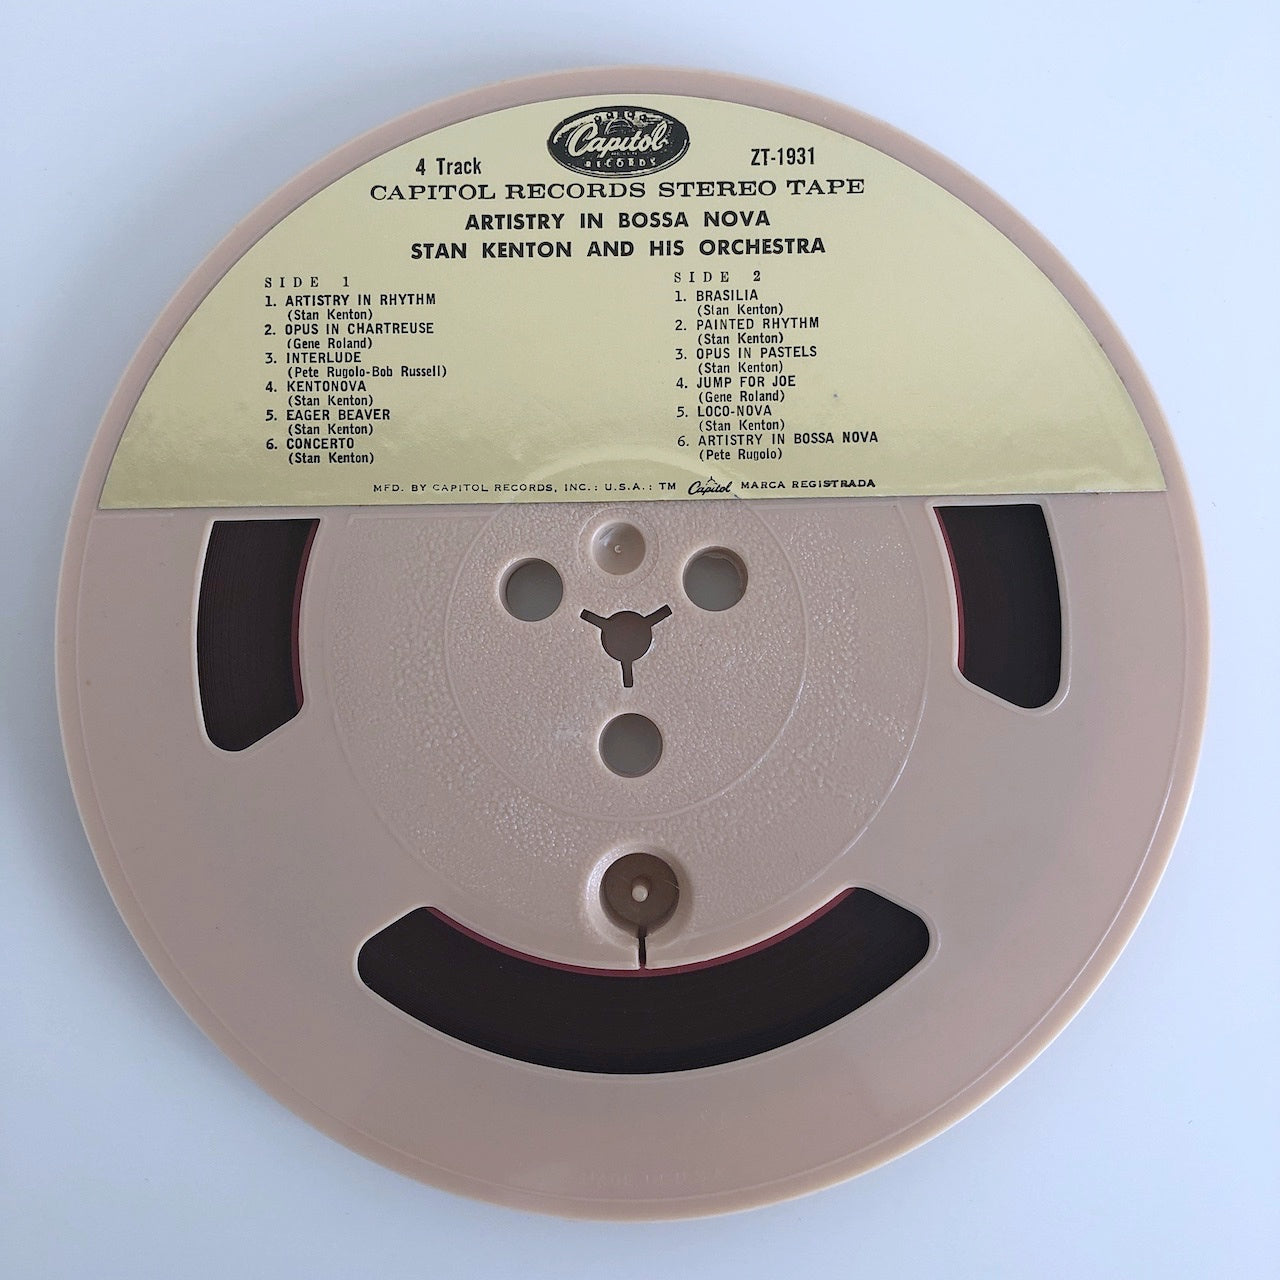 Capitol
RECORDS
4 Track
ZT-1931
CAPITOL RECORDS STEREO TAPE
ARTISTRY IN BOSSA NOVA
STAN KENTON AND HIS ORCHESTRA
SIDE 1
1. ARTISTRY IN RHYTHM
(Stan Kenton)
2. OPUS IN CHARTREUSE
(Gene Roland)
3. INTERLUDE
(Pete Rugolo-Bob Russell)
4. KENTONOVA
(Stan Kenton)
5. EAGER BEAVER
(Stan Kenton)
6. CONCERTO
(Stan Kenton)
SIDE 2
1. BRASILIA
(Stan Kenton)
2. PAINTED RHYTHM
(Stan Kenton)
3. OPUS IN PASTELS
(Stan Kenton)
4. JUMP FOR JOE
(Gene Roland)
5. LOCO-NOVA
(Stan Kenton)
6. ARTISTRY IN BOSSA NOVA
(Pete Rugolo)
MFD. BY CAPITOL RECORDS, INC.: U.S.A.: TM Capitol MARCA REGISTRADA